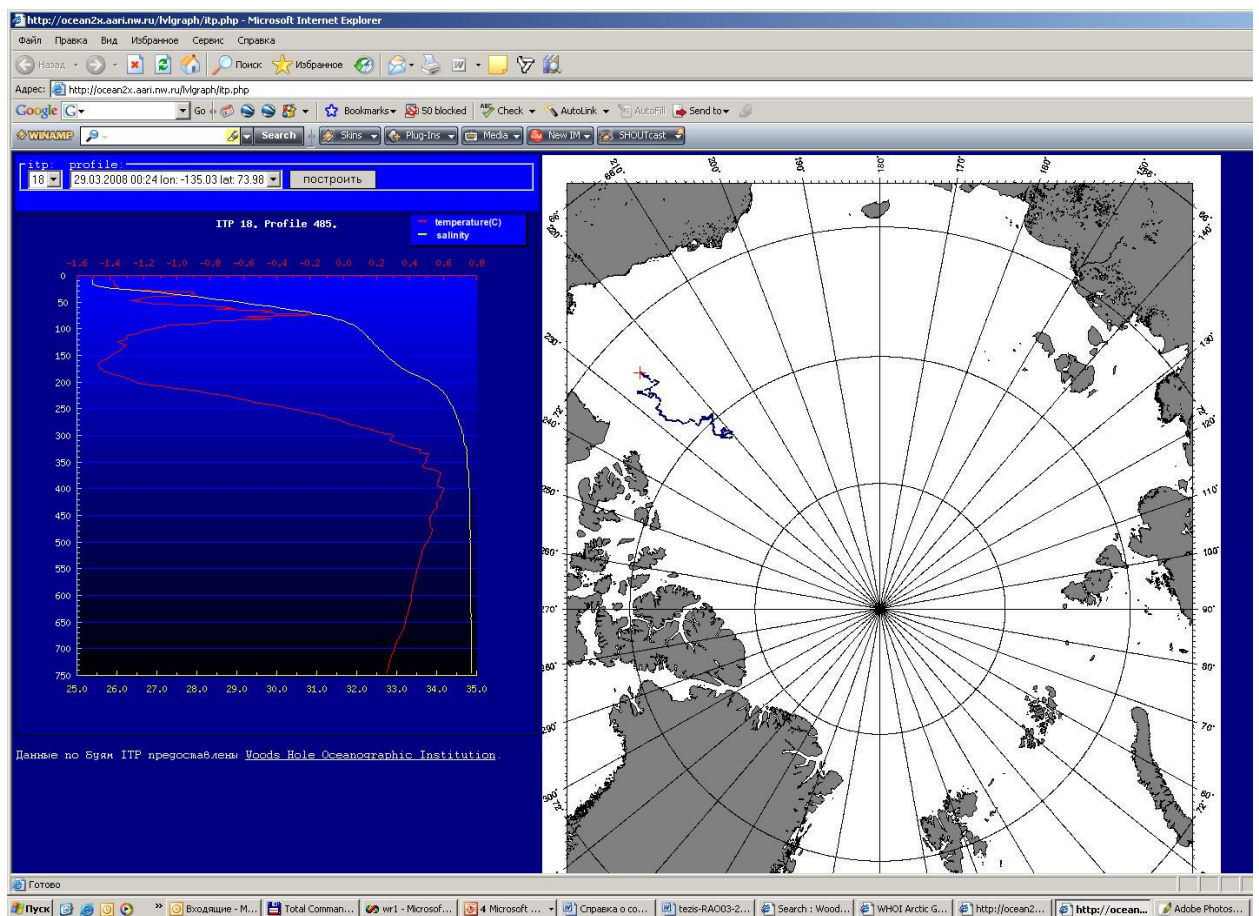 http://ocean2x.aari.nw.ru/lvlgraph/itp.php - Microsoft Internet Explorer
Файл Правка Вид Избранное Сервис Справка
Назад Поиск Избранное
Адрес: http://ocean2x.aari.nw.ru/lvlgraph/itp.php
Google G Go Bookmarks 50 blocked ABC Check AutoLink AutoFill Send to
WINAMP Search Skins Plug-Ins Media New IM SHOUTcast
itp: profile:
18 29.03.2008 00:24 lon: -135.03 lat: 73.98 построить
ITP 18. Profile 485.
temperature(C)
salinity
-1.6 -1.4 -1.2 -1.0 -0.8 -0.6 -0.4 -0.2 0.0 0.2 0.4 0.6 0.8
0
50
100
150
200
250
300
350
400
450
500
550
600
650
700
750
25.0 26.0 27.0 28.0 29.0 30.0 31.0 32.0 33.0 34.0 35.0
Данные по буям ITP предоставлены Woods Hole Oceanographic Institution.
66° 210° 200° 190° 180° 170° 160° 150° 66°
220°
230°
72°
240°
250°
260°
270°
280°
290°
300°
72°
140°
130°
72°
120°
110°
100°
90°
80°
70°
60°
72°
Готово
Пуск » Входящие - M... Total Comman... wr1 - Microsof... 4 Microsoft ... Справка о со... tezis-RAO03-2... Search : Wood... WHOI Arctic G... http://ocean2... http://ocean... Adobe Photos...